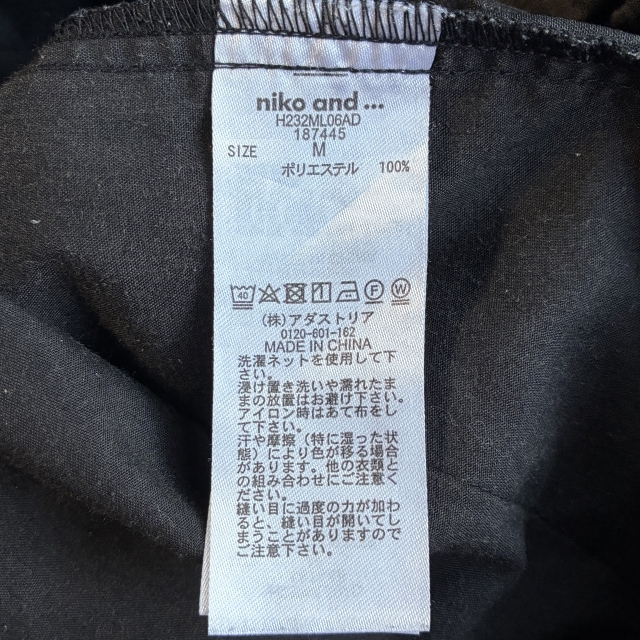 niko and ...
H232ML06AD
187445
SIZE M
ポリエステル 100%
40
(株)アダストリア
0120-601-162
MADE IN CHINA
洗濯ネットを使用して下
さい。
浸け置き洗いや濡れたま
まの放置はお避け下さい。
アイロン時はあて布をし
て下さい。
汗や摩擦(特に湿った状
態)により色が移る場合
があります。他の衣類と
の組み合わせにご注意く
ださい。
縫い目に過度の力が加わ
ると、縫い目が開いてし
まうことがありますので
ご注意下さい。